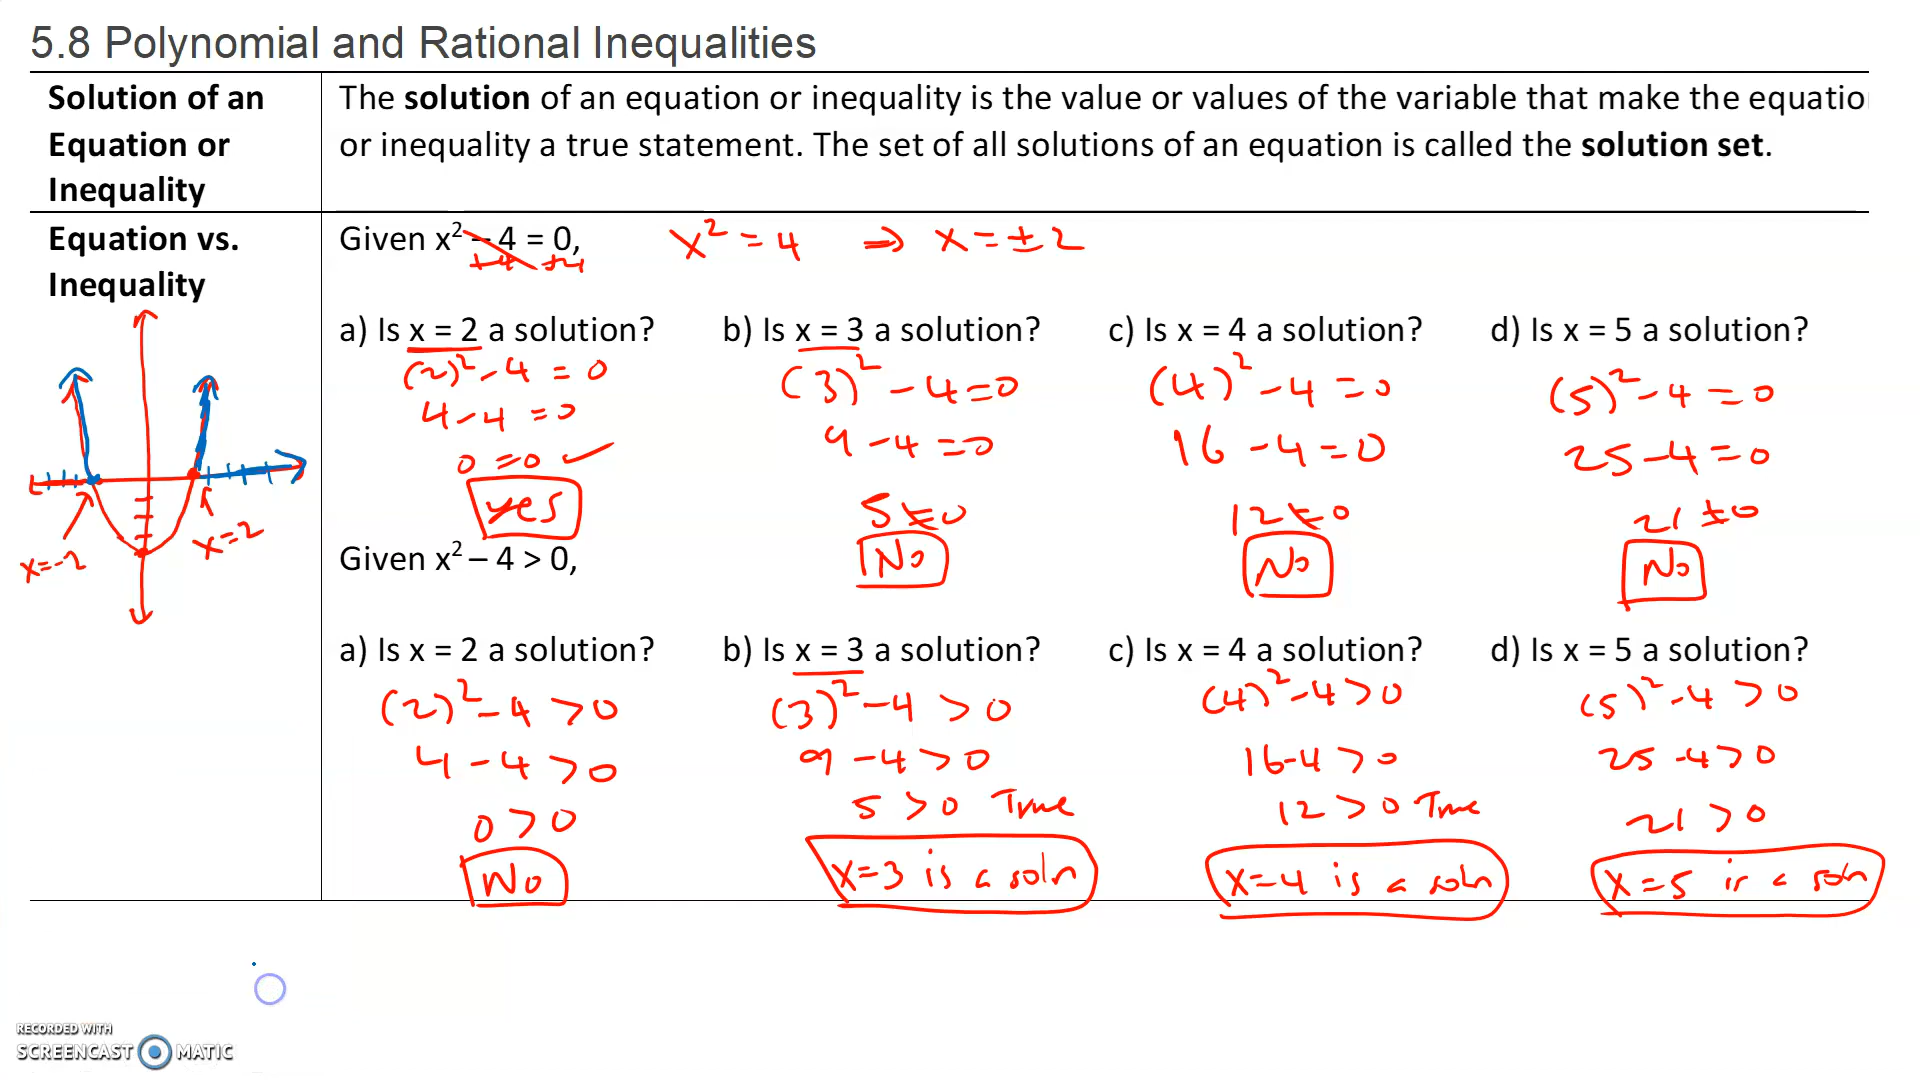 5.8 Polynomial and Rational Inequalities
Solution of an
Equation or
Inequality
The solution of an equation or inequality is the value or values of the variable that make the equatio
or inequality a true statement. The set of all solutions of an equation is called the solution set.
Equation vs.
Inequality
x=-2
x=2
Given x² – 4 = 0, x² = 4 ⇒ x = ±2
+4 +4
a) Is x = 2 a solution?
(2)² - 4 = 0
4 - 4 = 0
0 = 0 ✓
yes
b) Is x = 3 a solution?
(3)² - 4 = 0
9 - 4 = 0
5 ≠ 0
No
c) Is x = 4 a solution?
(4)² - 4 = 0
16 - 4 = 0
12 ≠ 0
No
d) Is x = 5 a solution?
(5)² - 4 = 0
25 - 4 = 0
21 ≠ 0
No
Given x² – 4 > 0,
a) Is x = 2 a solution?
(2)² - 4 > 0
4 - 4 > 0
0 > 0
No
b) Is x = 3 a solution?
(3)² - 4 > 0
9 - 4 > 0
5 > 0 True
x=3 is a soln
c) Is x = 4 a solution?
(4)² - 4 > 0
16-4 > 0
12 > 0 True
x=4 is a soln
d) Is x = 5 a solution?
(5)² - 4 > 0
25 - 4 > 0
21 > 0
x=5 is a soln
RECORDED WITH
SCREENCAST MATIC